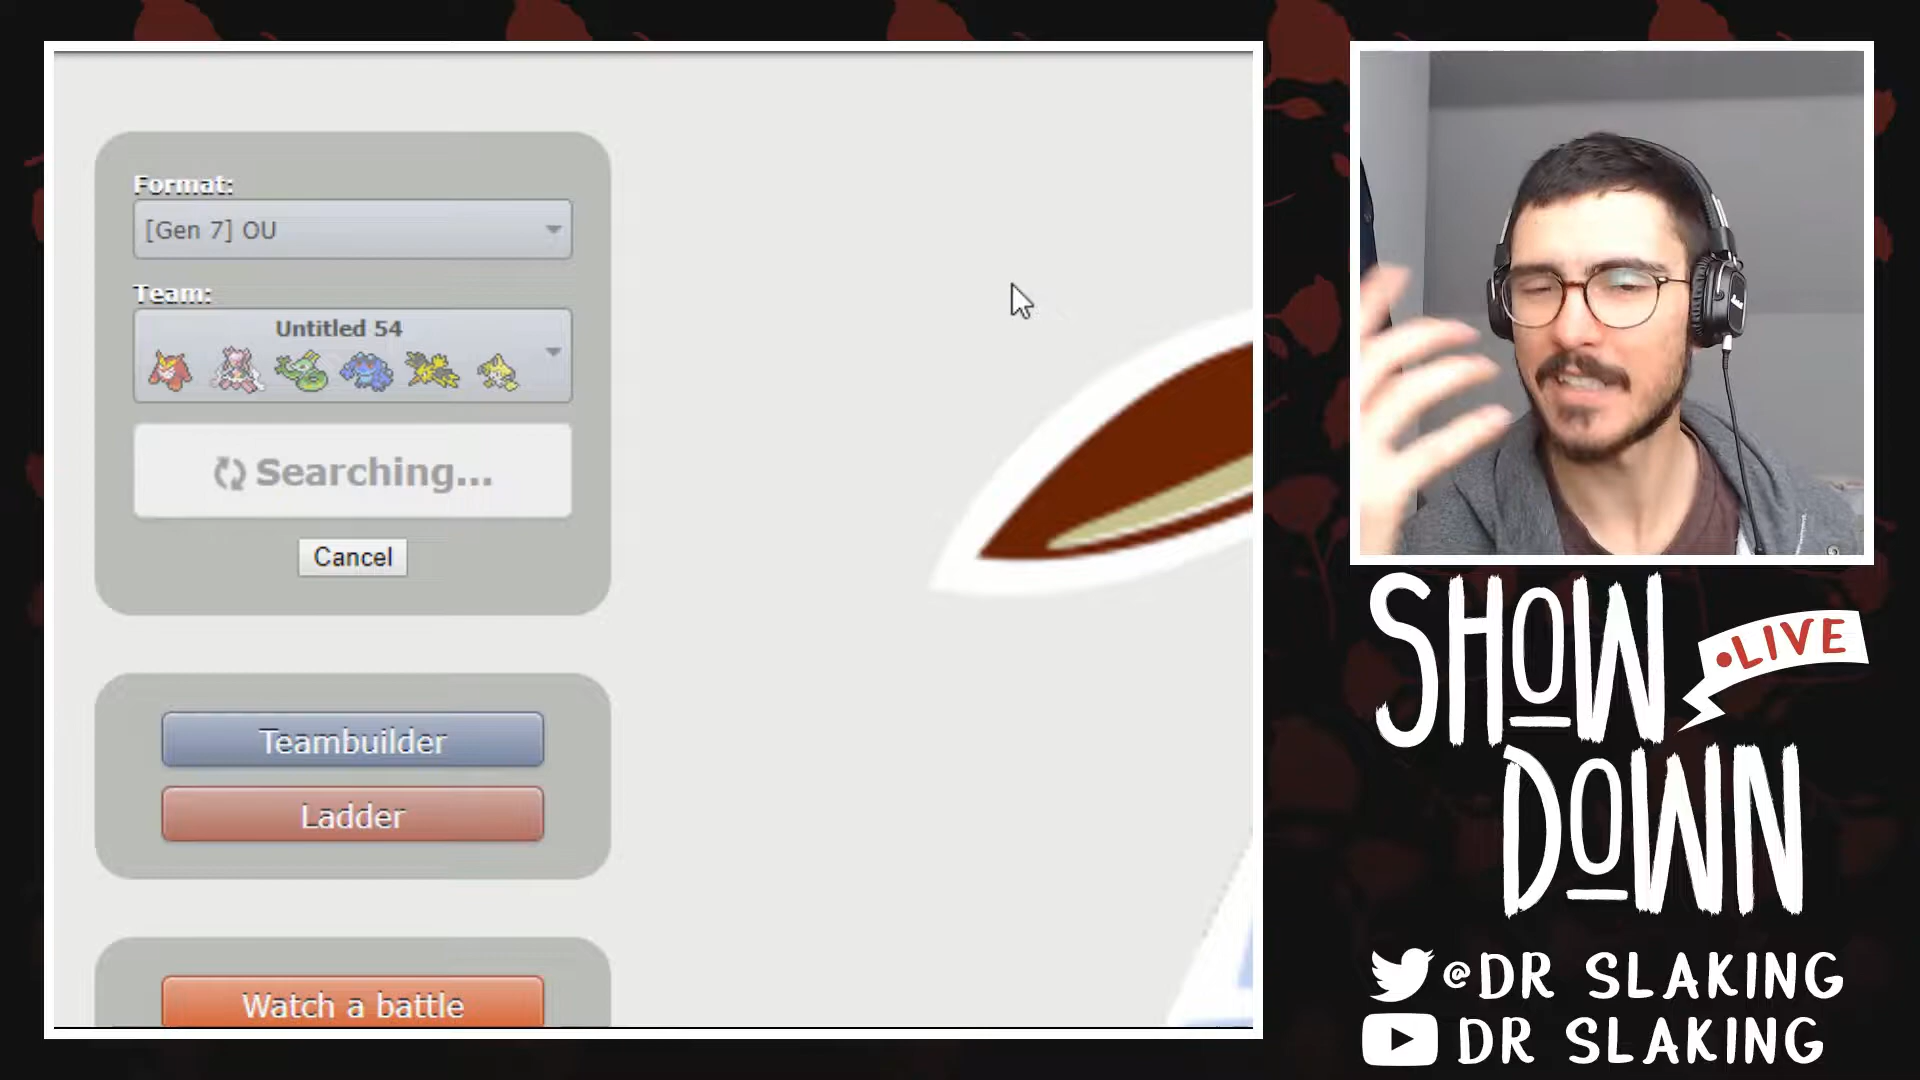 Format:
[Gen 7] OU
Team:
Untitled 54
Searching...
Cancel
Teambuilder
Ladder
Watch a battle
SHOW
LIVE
DOWN
@DR SLAKING
DR SLAKING